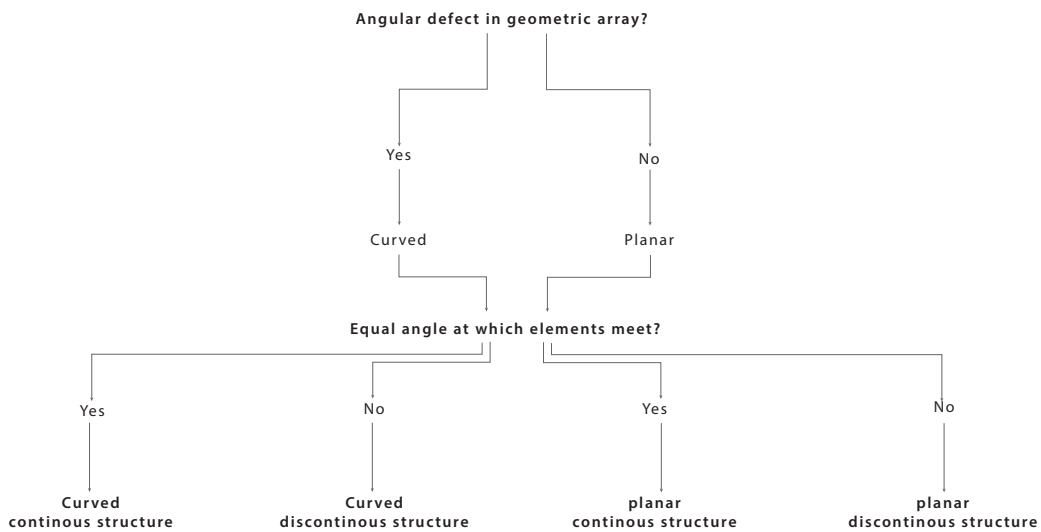 Angular defect in geometric array?
Yes
No
Curved
Planar
Equal angle at which elements meet?
Yes
No
Yes
No
Curved
continous structure
Curved
discontinous structure
planar
continous structure
planar
discontinous structure